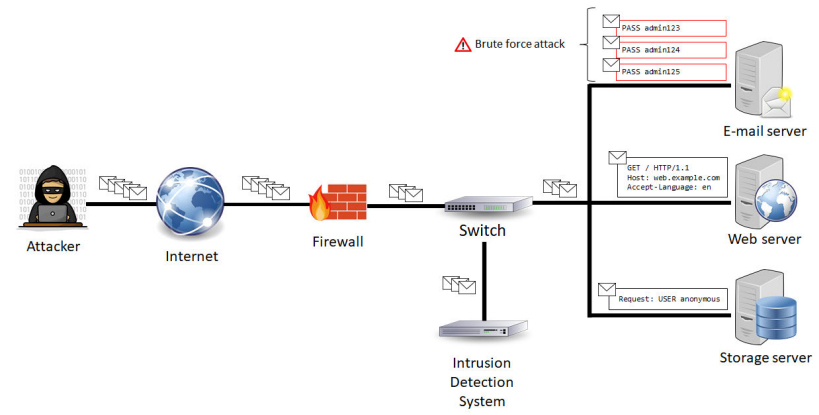 Brute force attack
PASS admin123
PASS admin124
PASS admin125
E-mail server
GET / HTTP/1.1
Host: web.example.com
Accept-Language: en
Web server
Attacker
Internet
Firewall
Switch
Request: USER anonymous
Storage server
Intrusion
Detection
System